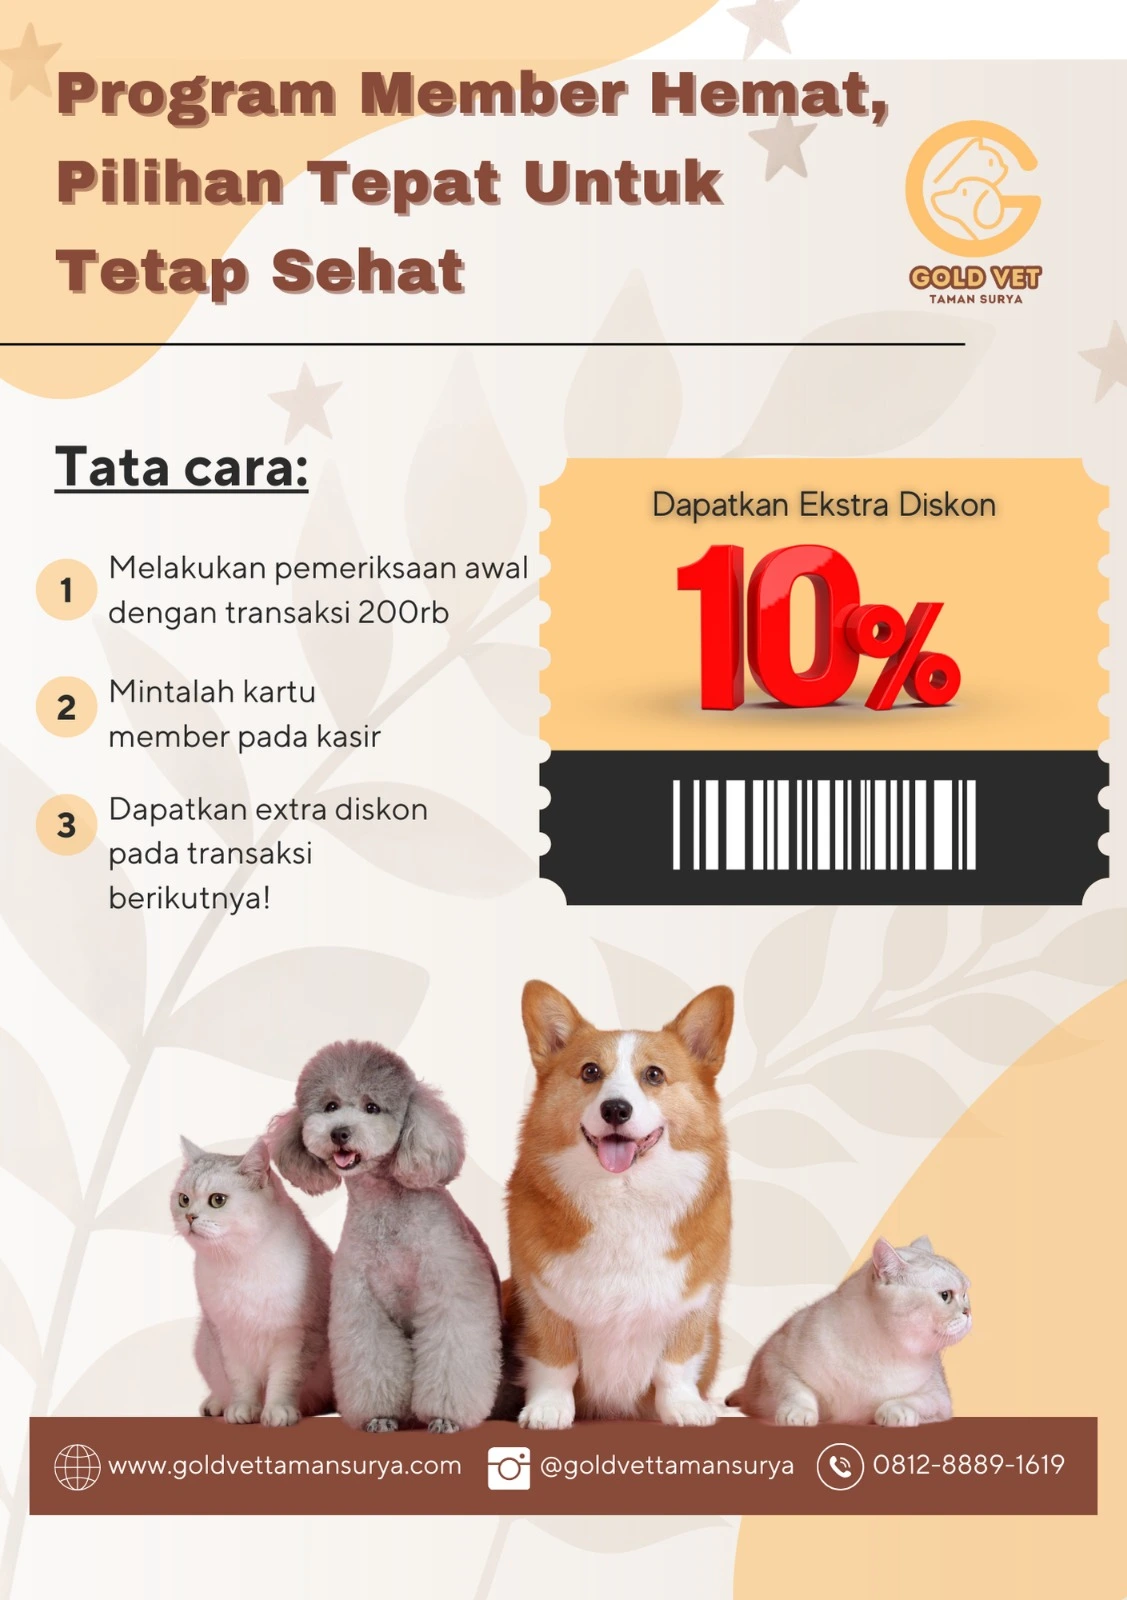 Program Member Hemat,
Pilihan Tepat Untuk
Tetap Sehat
GOLD VET
TAMAN SURYA
Tata cara:
1
Melakukan pemeriksaan awal
dengan transaksi 200rb
2
Mintalah kartu
member pada kasir
3
Dapatkan extra diskon
pada transaksi
berikutnya!
Dapatkan Ekstra Diskon
10%
www.goldvettamansurya.com
@goldvettamansurya
0812-8889-1619